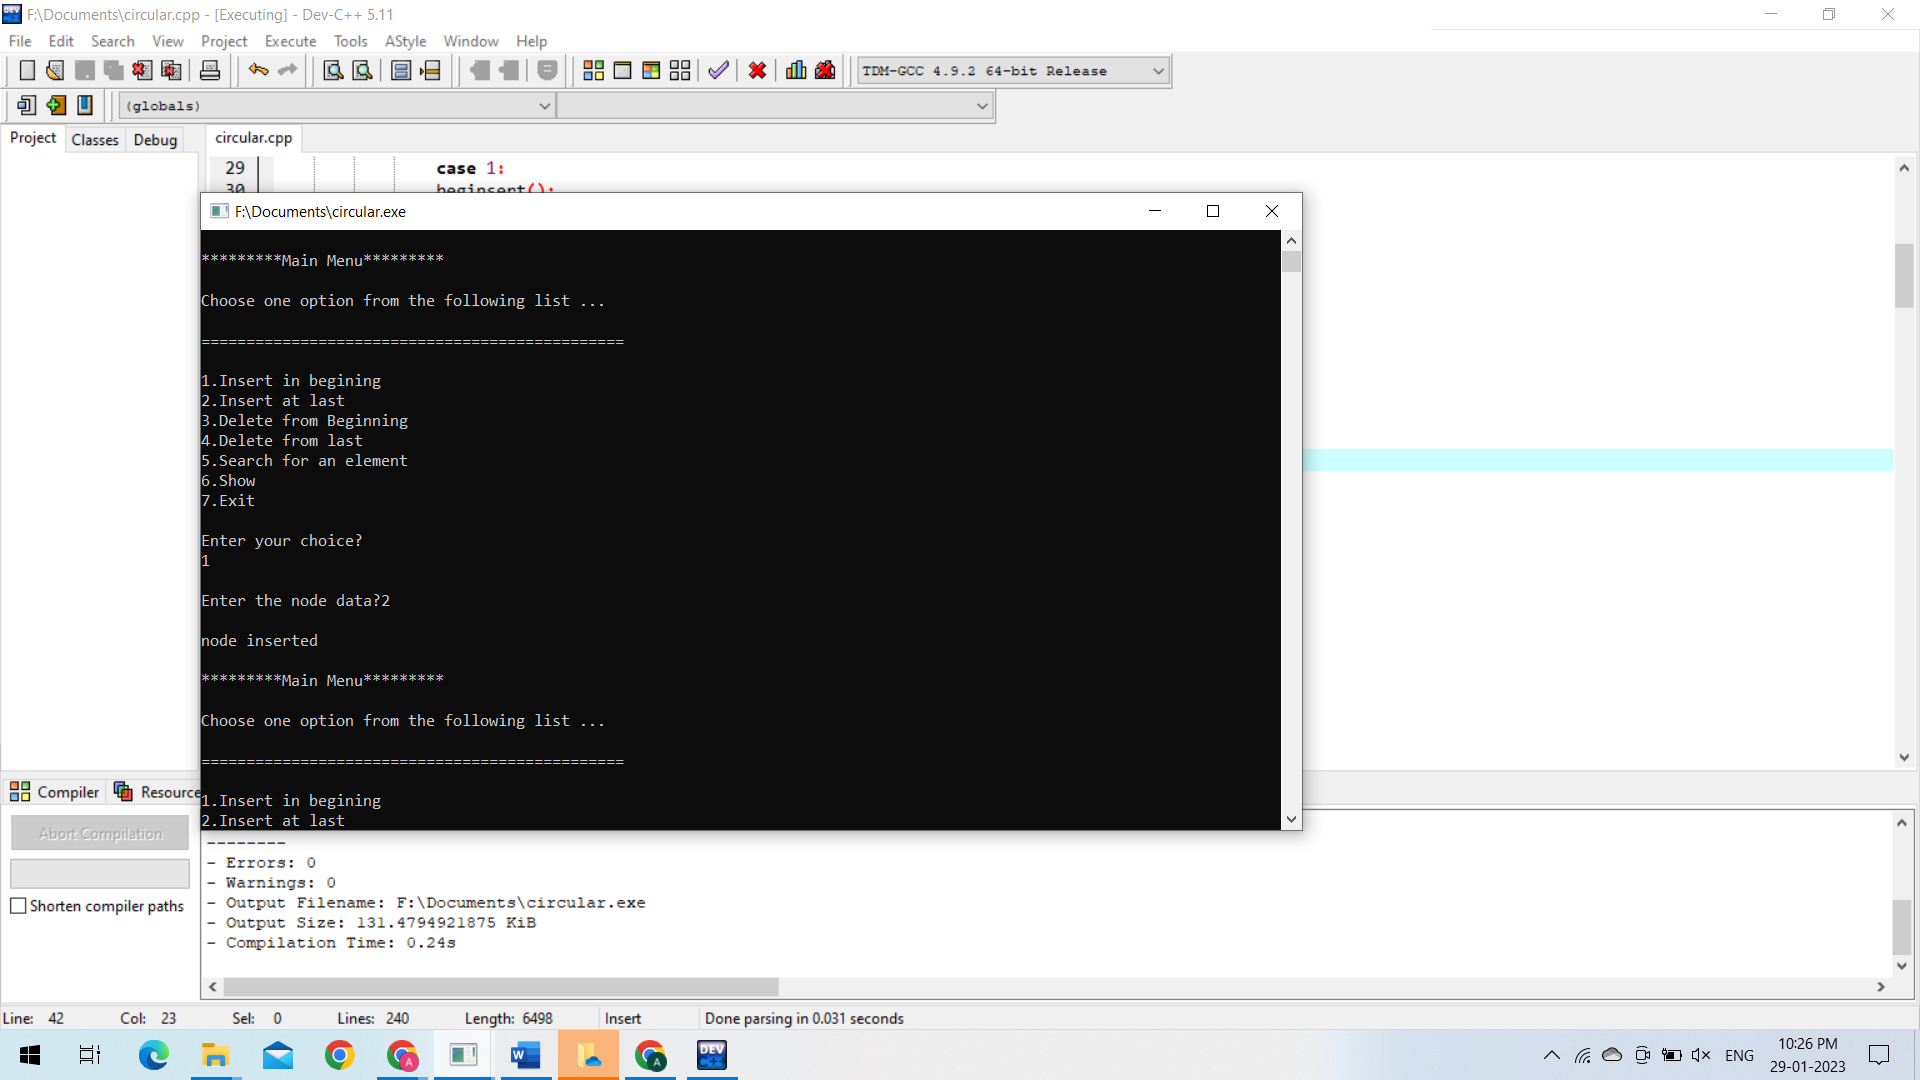 F:\Documents\circular.cpp - [Executing] - Dev-C++ 5.11
File Edit Search View Project Execute Tools AStyle Window Help
TDM-GCC 4.9.2 64-bit Release
(globals)
Project Classes Debug
circular.cpp
29 case 1:
30 beginsert();
F:\Documents\circular.exe
*********Main Menu*********
Choose one option from the following list ...
===============================================
1.Insert in begining
2.Insert at last
3.Delete from Beginning
4.Delete from last
5.Search for an element
6.Show
7.Exit
Enter your choice?
1
Enter the node data?2
node inserted
*********Main Menu*********
Choose one option from the following list ...
===============================================
1.Insert in begining
2.Insert at last
Compiler Resource
Abort Compilation
Shorten compiler paths
--------
- Errors: 0
- Warnings: 0
- Output Filename: F:\Documents\circular.exe
- Output Size: 131.4794921875 KiB
- Compilation Time: 0.24s
Line: 42 Col: 23 Sel: 0 Lines: 240 Length: 6498 Insert Done parsing in 0.031 seconds
ENG
10:26 PM
29-01-2023